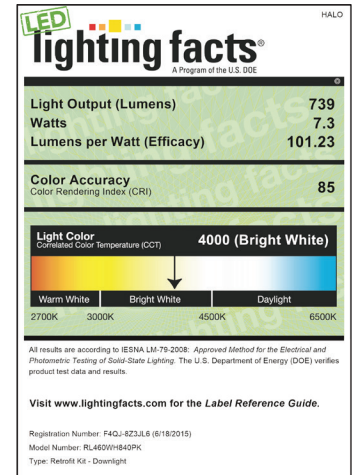 HALO
LED
lighting facts®
A Program of the U.S. DOE
Light Output (Lumens) 739
Watts 7.3
Lumens per Watt (Efficacy) 101.23
Color Accuracy 85
Color Rendering Index (CRI)
Light Color 4000 (Bright White)
Correlated Color Temperature (CCT)
Warm White Bright White Daylight
2700K 3000K 4500K 6500K
All results are according to IESNA LM-79-2008: Approved Method for the Electrical and
Photometric Testing of Solid-State Lighting. The U.S. Department of Energy (DOE) verifies
product test data and results.
Visit www.lightingfacts.com for the Label Reference Guide.
Registration Number: F4QJ-8Z3JL6 (6/18/2015)
Model Number: RL460WH840PK
Type: Retrofit Kit - Downlight